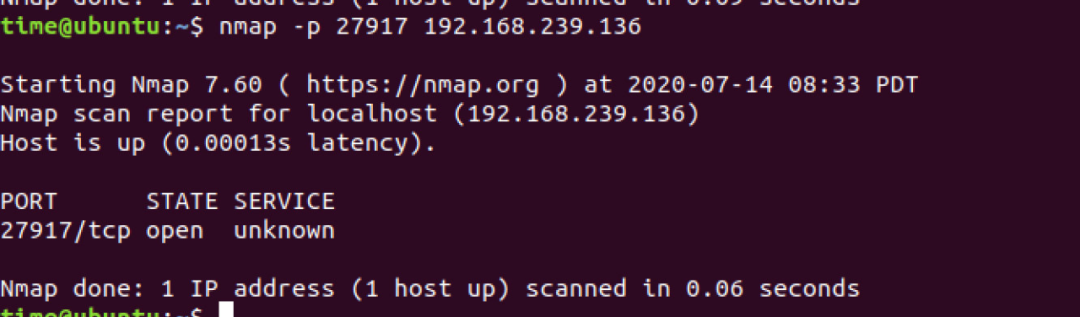 Nmap done: 1 IP address (1 host up) scanned in 0.09 seconds
time@ubuntu:~$ nmap -p 27917 192.168.239.136
Starting Nmap 7.60 ( https://nmap.org ) at 2020-07-14 08:33 PDT
Nmap scan report for localhost (192.168.239.136)
Host is up (0.00013s latency).
PORT      STATE SERVICE
27917/tcp open  unknown
Nmap done: 1 IP address (1 host up) scanned in 0.06 seconds
time@ubuntu:~$